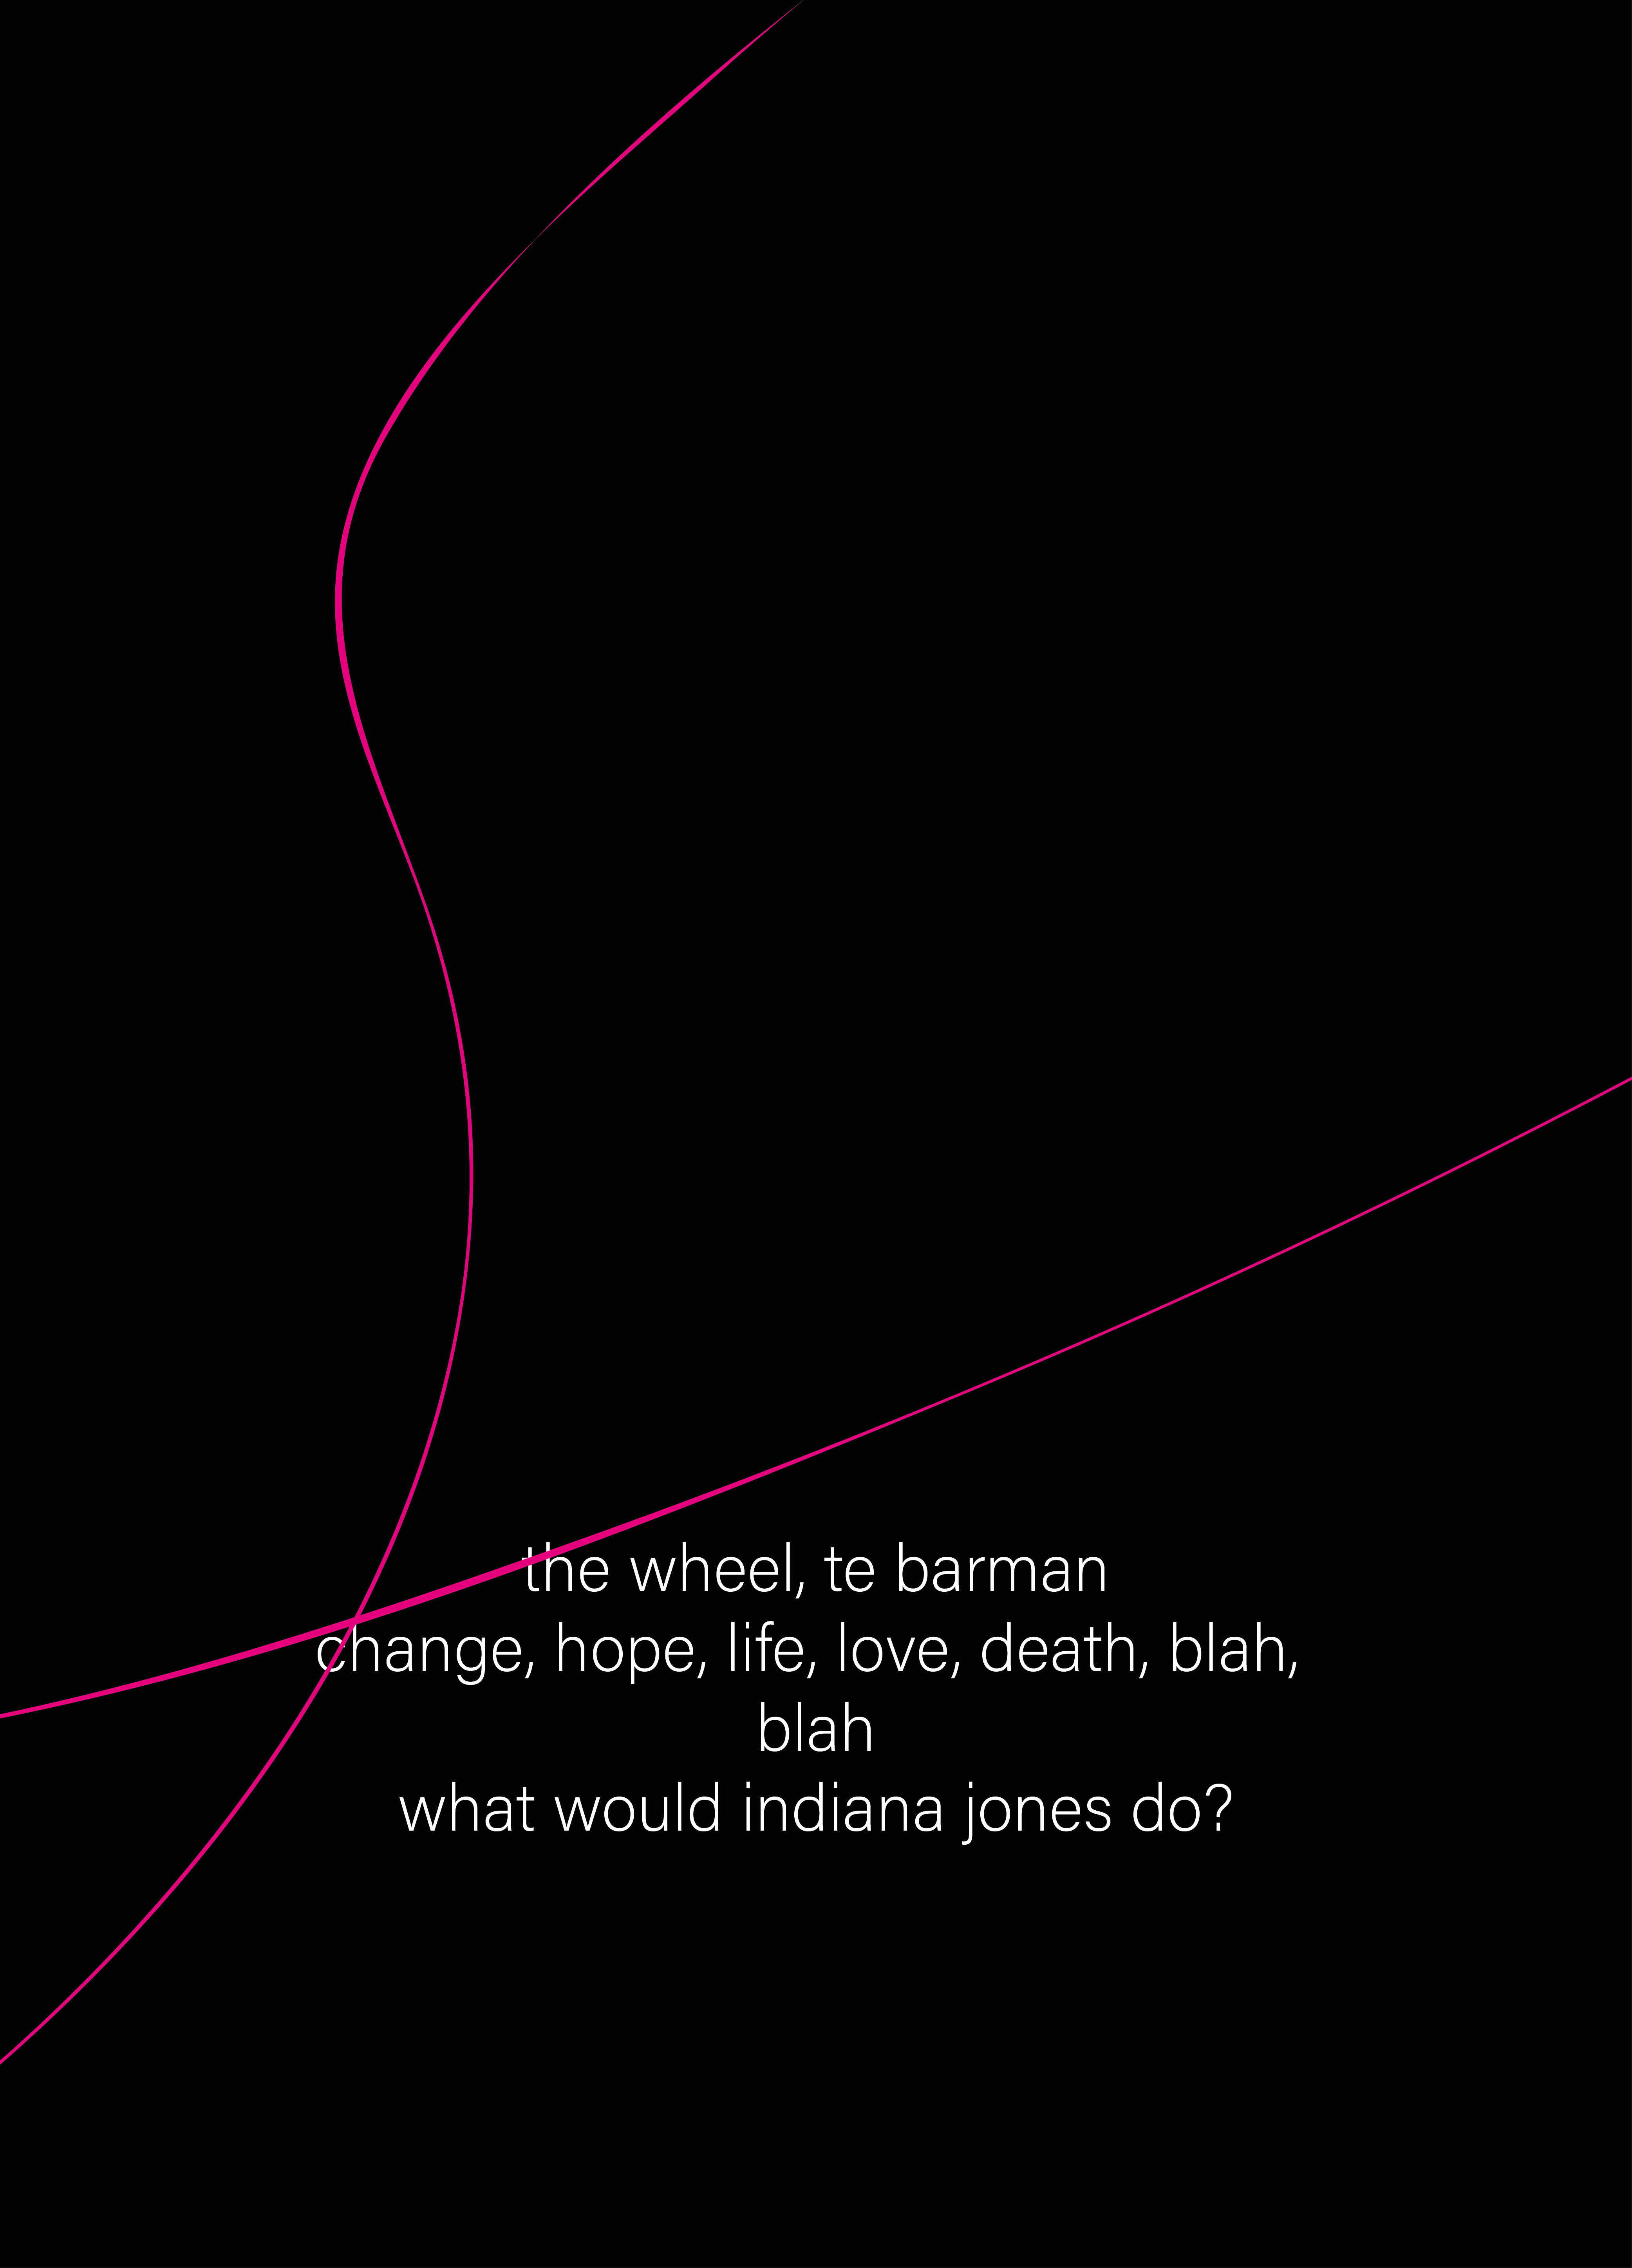 the wheel, te barman
change, hope, life, love, death, blah,
blah
what would indiana jones do?